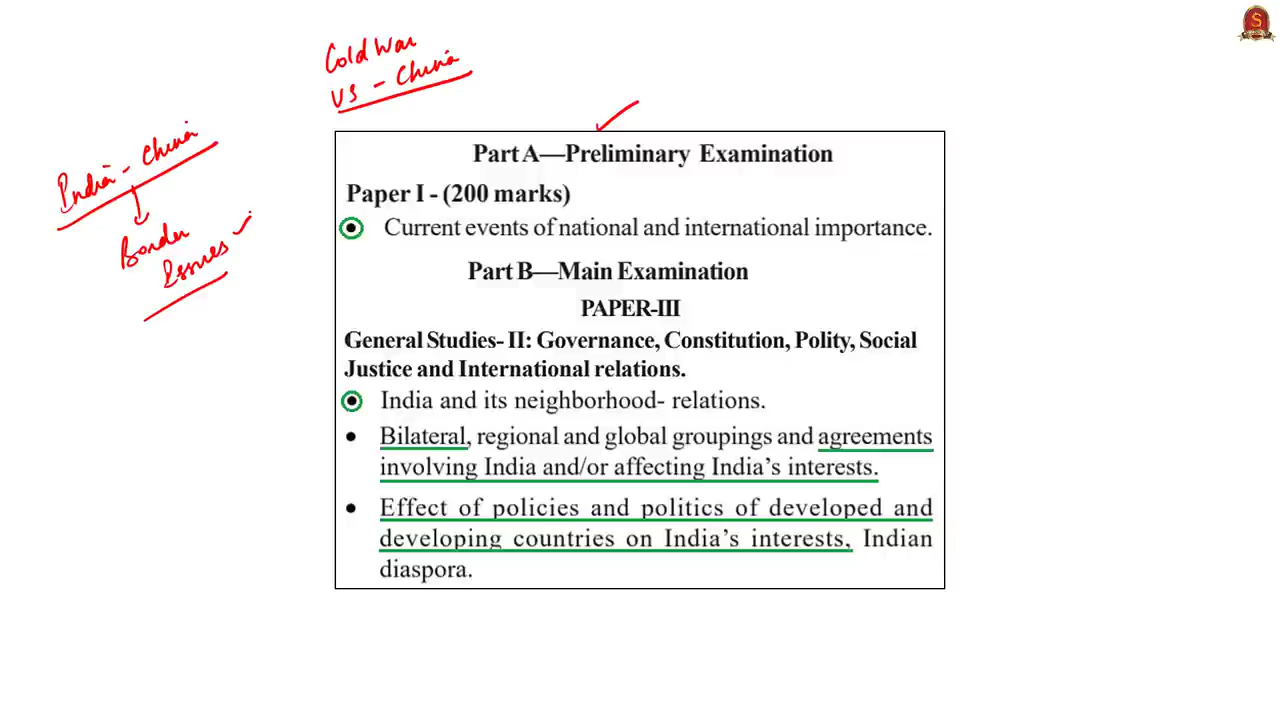 Cold War
US - China
India - China
Border
Issues
Part A—Preliminary Examination
Paper I - (200 marks)
Current events of national and international importance.
Part B—Main Examination
PAPER-III
General Studies- II: Governance, Constitution, Polity, Social
Justice and International relations.
India and its neighborhood- relations.
• Bilateral, regional and global groupings and agreements
involving India and/or affecting India's interests.
• Effect of policies and politics of developed and
developing countries on India's interests, Indian
diaspora.